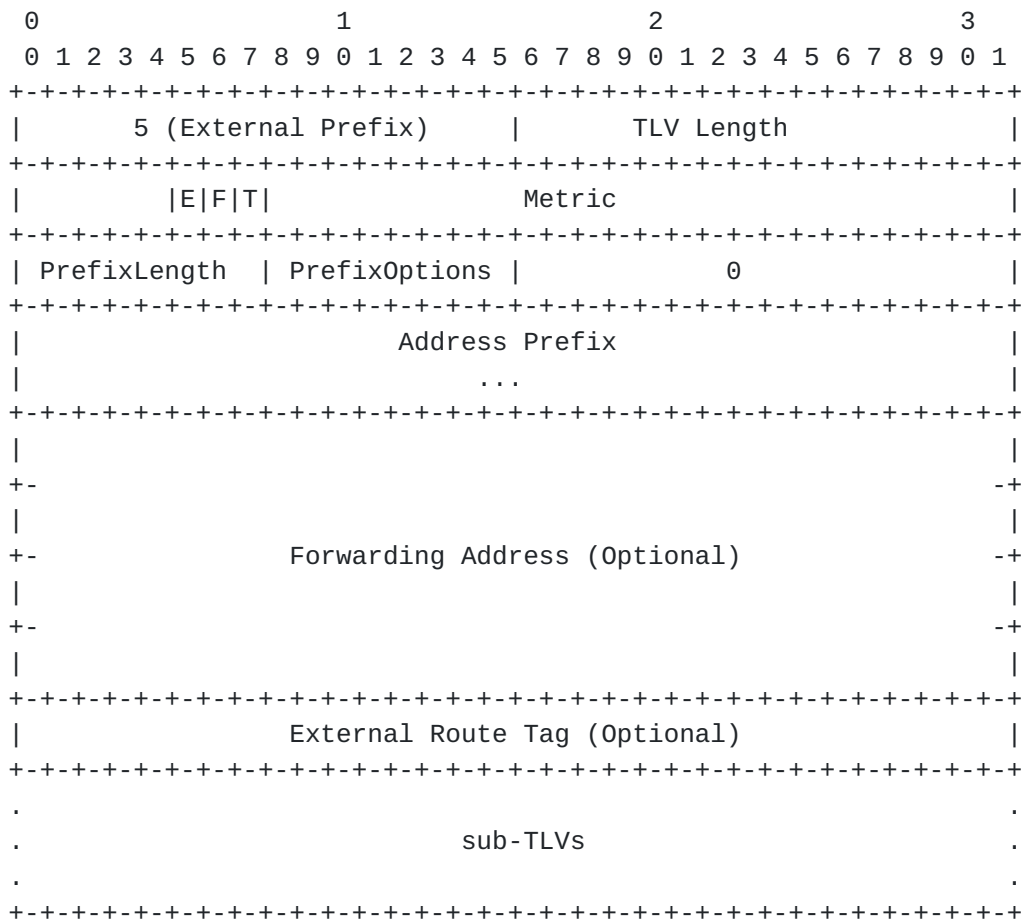 0                   1                   2                   3
 0 1 2 3 4 5 6 7 8 9 0 1 2 3 4 5 6 7 8 9 0 1 2 3 4 5 6 7 8 9 0 1
+-+-+-+-+-+-+-+-+-+-+-+-+-+-+-+-+-+-+-+-+-+-+-+-+-+-+-+-+-+-+-+-+
|       5 (External Prefix)     |       TLV Length              |
+-+-+-+-+-+-+-+-+-+-+-+-+-+-+-+-+-+-+-+-+-+-+-+-+-+-+-+-+-+-+-+-+
|         |E|F|T|                Metric                         |
+-+-+-+-+-+-+-+-+-+-+-+-+-+-+-+-+-+-+-+-+-+-+-+-+-+-+-+-+-+-+-+-+
| PrefixLength  | PrefixOptions |             0                 |
+-+-+-+-+-+-+-+-+-+-+-+-+-+-+-+-+-+-+-+-+-+-+-+-+-+-+-+-+-+-+-+-+
|                        Address Prefix                         |
|                             ...                               |
+-+-+-+-+-+-+-+-+-+-+-+-+-+-+-+-+-+-+-+-+-+-+-+-+-+-+-+-+-+-+-+-+
|                                                               |
+-                                                             -+
|                                                               |
+-                Forwarding Address (Optional)                -+
|                                                               |
+-                                                             -+
|                                                               |
+-+-+-+-+-+-+-+-+-+-+-+-+-+-+-+-+-+-+-+-+-+-+-+-+-+-+-+-+-+-+-+-+
|                 External Route Tag (Optional)                 |
+-+-+-+-+-+-+-+-+-+-+-+-+-+-+-+-+-+-+-+-+-+-+-+-+-+-+-+-+-+-+-+-+
.                                                               .
.                            sub-TLVs                           .
.                                                               .
+-+-+-+-+-+-+-+-+-+-+-+-+-+-+-+-+-+-+-+-+-+-+-+-+-+-+-+-+-+-+-+-+